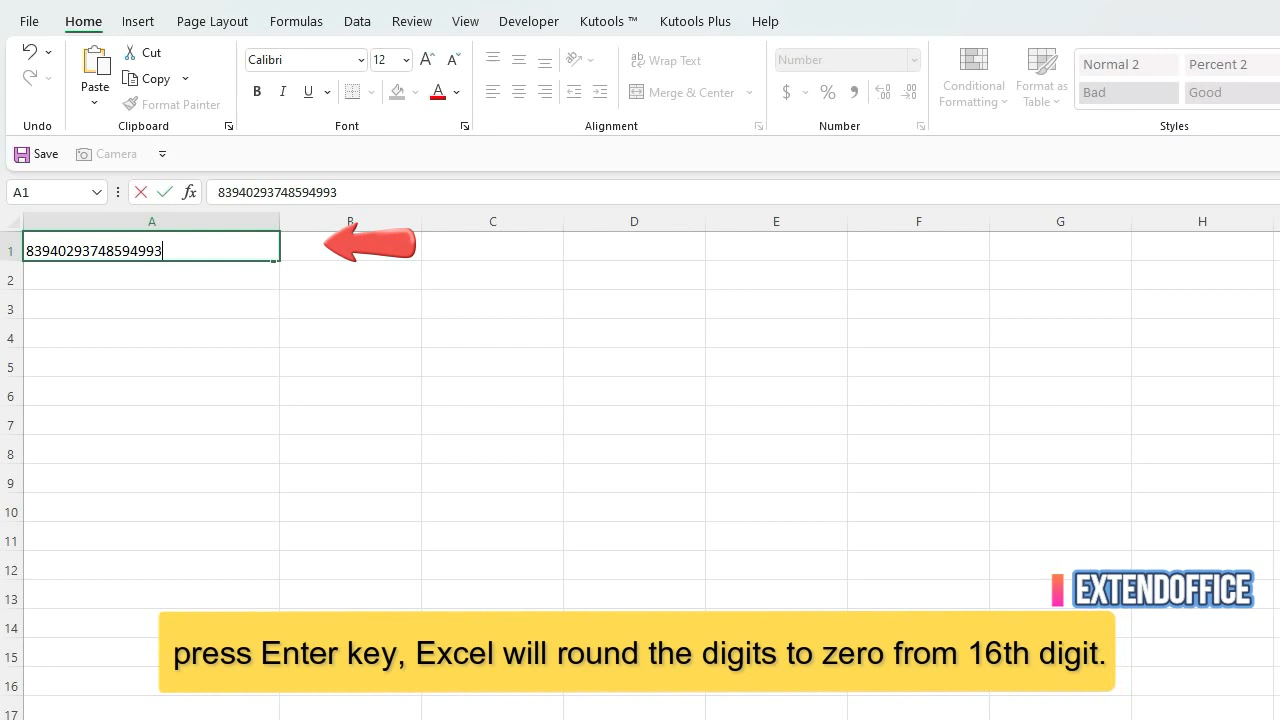 File Home Insert Page Layout Formulas Data Review View Developer Kutools ™ Kutools Plus Help
Cut
Copy
Format Painter
Paste
Calibri 12 A A
B I U A
ab Wrap Text
Merge & Center
Number
$ % 9
Conditional Formatting
Format as Table
Normal 2 Percent 2
Bad Good
Undo Clipboard Font Alignment Number Styles
Save Camera
A1 fx 83940293748594993
A B C D E F G H
1 83940293748594993
2
3
4
5
6
7
8
9
10
11
12
13
14
15
16
17
EXTENDOFFICE
press Enter key, Excel will round the digits to zero from 16th digit.